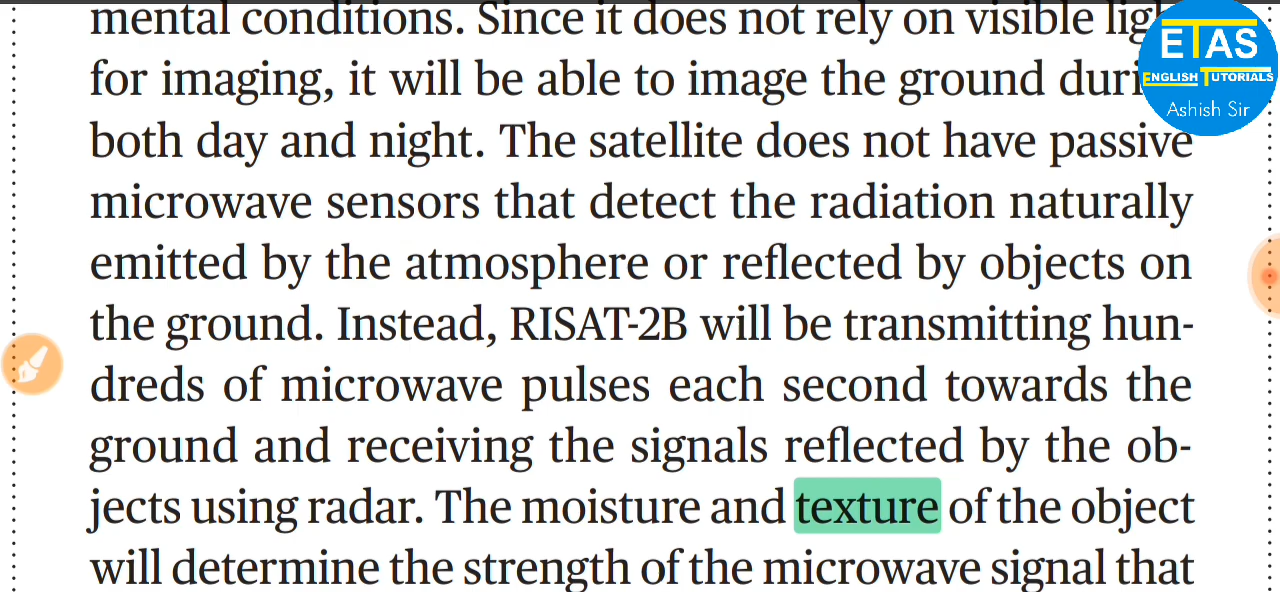 mental conditions. Since it does not rely on visible
for imaging, it will be able to image the ground
both day and night. The satellite does not have passive
microwave sensors that detect the radiation naturally
emitted by the atmosphere or reflected by objects on
the ground. Instead, RISAT-2B will be transmitting hun-
dreds of microwave pulses each second towards the
ground and receiving the signals reflected by the ob-
jects using radar. The moisture and texture of the object
will determine the strength of the microwave signal that
ETAS
ENGLISH TUTORIALS
Ashish Sir